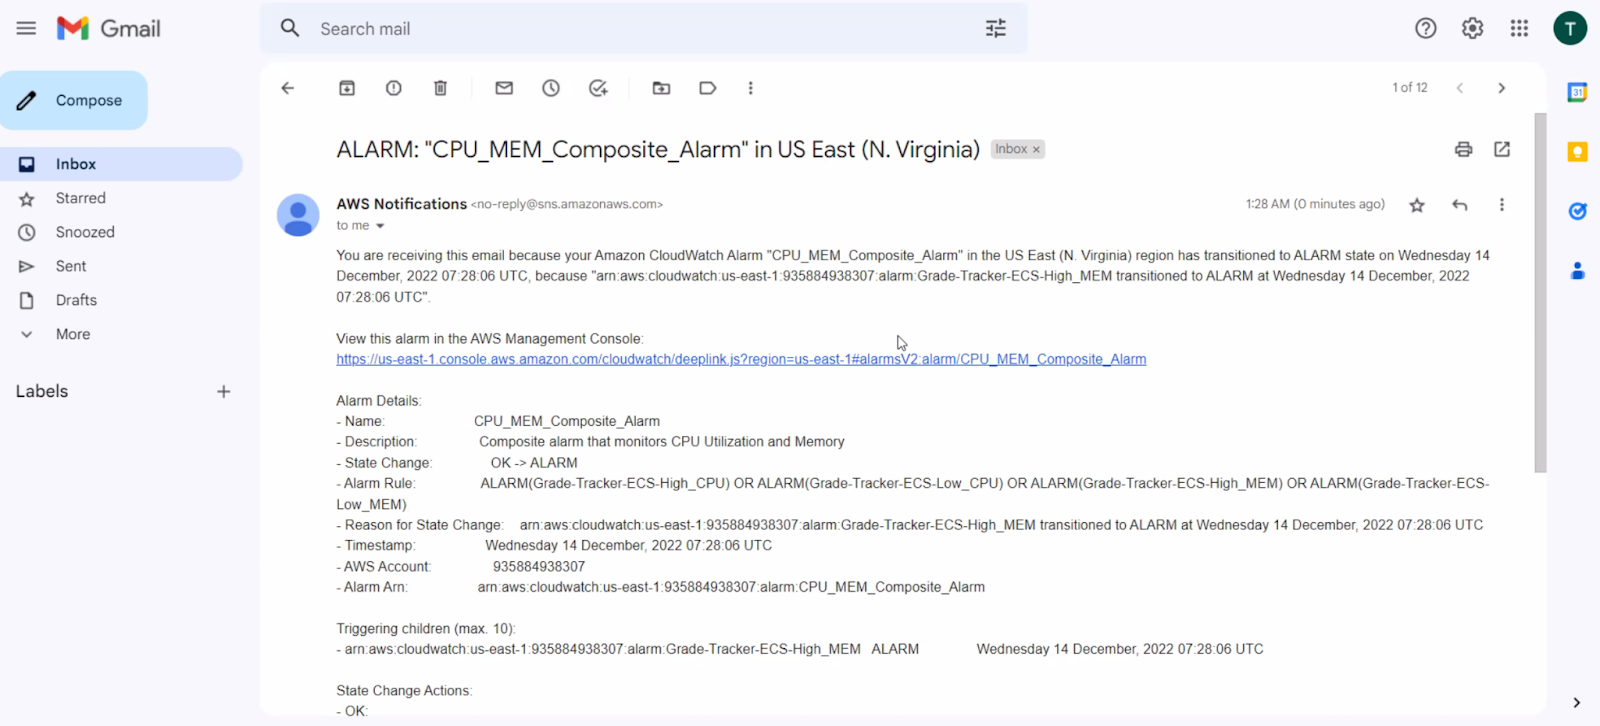 Gmail
Search mail
T
Compose
1 of 12
31
ALARM: "CPU_MEM_Composite_Alarm" in US East (N. Virginia) Inbox ×
Inbox
Starred
Snoozed
Sent
Drafts
More
Labels
AWS Notifications <no-reply@sns.amazonaws.com> 1:28 AM (0 minutes ago)
to me
You are receiving this email because your Amazon CloudWatch Alarm "CPU_MEM_Composite_Alarm" in the US East (N. Virginia) region has transitioned to ALARM state on Wednesday 14
December, 2022 07:28:06 UTC, because "arn:aws:cloudwatch:us-east-1:935884938307:alarm:Grade-Tracker-ECS-High_MEM transitioned to ALARM at Wednesday 14 December, 2022
07:28:06 UTC".
View this alarm in the AWS Management Console:
https://us-east-1.console.aws.amazon.com/cloudwatch/deeplink.js?region=us-east-1#alarmsV2:alarm/CPU_MEM_Composite_Alarm
Alarm Details:
- Name: CPU_MEM_Composite_Alarm
- Description: Composite alarm that monitors CPU Utilization and Memory
- State Change: OK -> ALARM
- Alarm Rule: ALARM(Grade-Tracker-ECS-High_CPU) OR ALARM(Grade-Tracker-ECS-Low_CPU) OR ALARM(Grade-Tracker-ECS-High_MEM) OR ALARM(Grade-Tracker-ECS-
Low_MEM)
- Reason for State Change: arn:aws:cloudwatch:us-east-1:935884938307:alarm:Grade-Tracker-ECS-High_MEM transitioned to ALARM at Wednesday 14 December, 2022 07:28:06 UTC
- Timestamp: Wednesday 14 December, 2022 07:28:06 UTC
- AWS Account: 935884938307
- Alarm Arn: arn:aws:cloudwatch:us-east-1:935884938307:alarm:CPU_MEM_Composite_Alarm
Triggering children (max. 10):
- arn:aws:cloudwatch:us-east-1:935884938307:alarm:Grade-Tracker-ECS-High_MEM ALARM Wednesday 14 December, 2022 07:28:06 UTC
State Change Actions:
- OK: